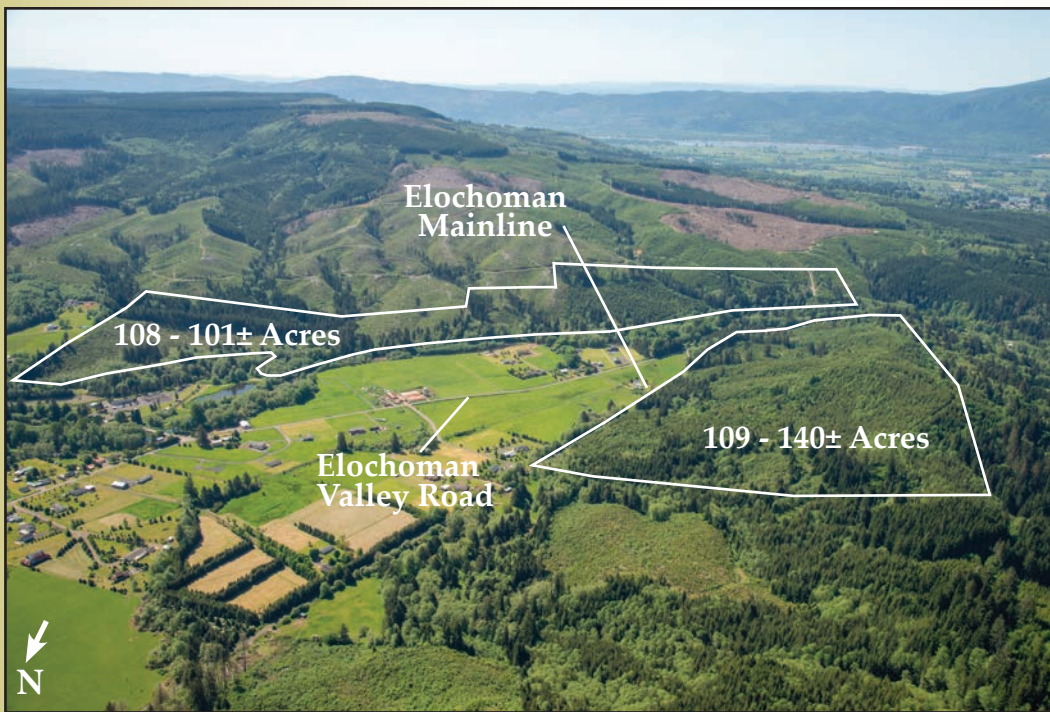 Elochoman
Mainline
108 - 101± Acres
109 - 140± Acres
Elochoman
Valley Road
N